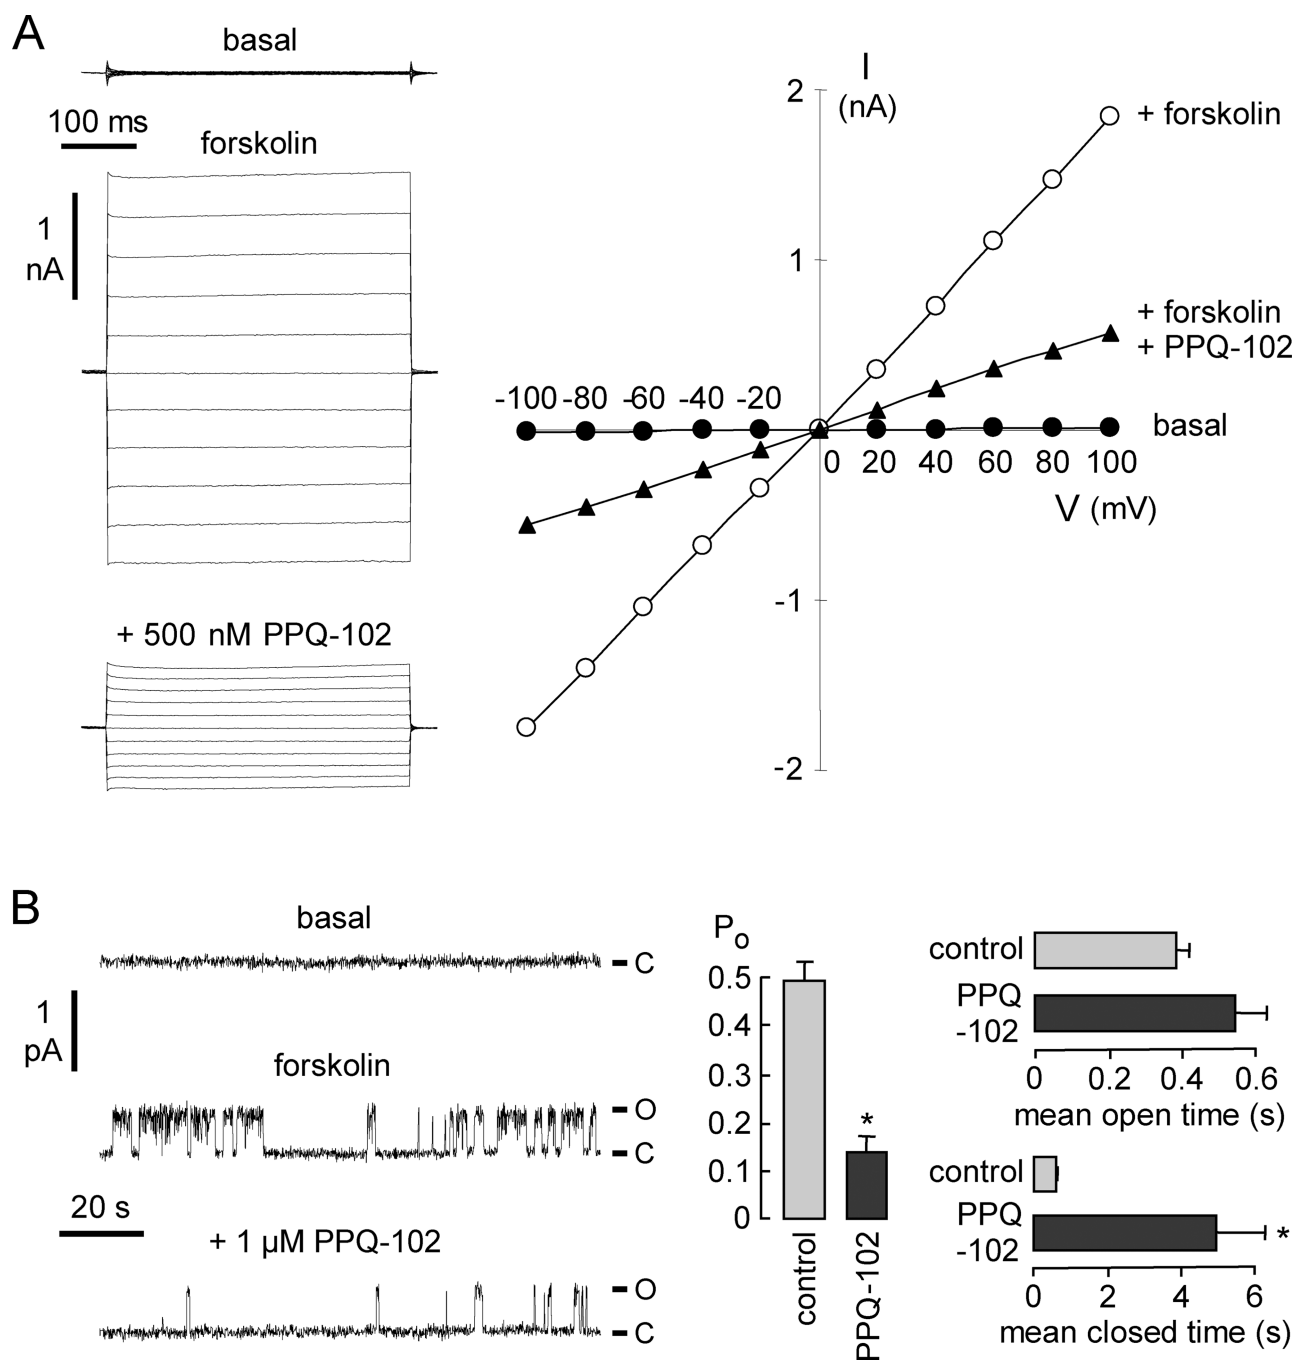 A
basal
100 ms
forskolin
1
nA
+ 500 nM PPQ-102
I
(nA)
2
1
-1
-2
+ forskolin
+ forskolin
+ PPQ-102
basal
-100 -80 -60 -40 -20
0 20 40 60 80 100
V (mV)
B
basal
C
1
pA
forskolin
O
C
20 s
+ 1 µM PPQ-102
O
C
Po
0.5
0.4
0.3
0.2
0.1
0
*
control
PPQ-102
control
PPQ
-102
0 0.2 0.4 0.6
mean open time (s)
control
PPQ
-102
*
0 2 4 6
mean closed time (s)